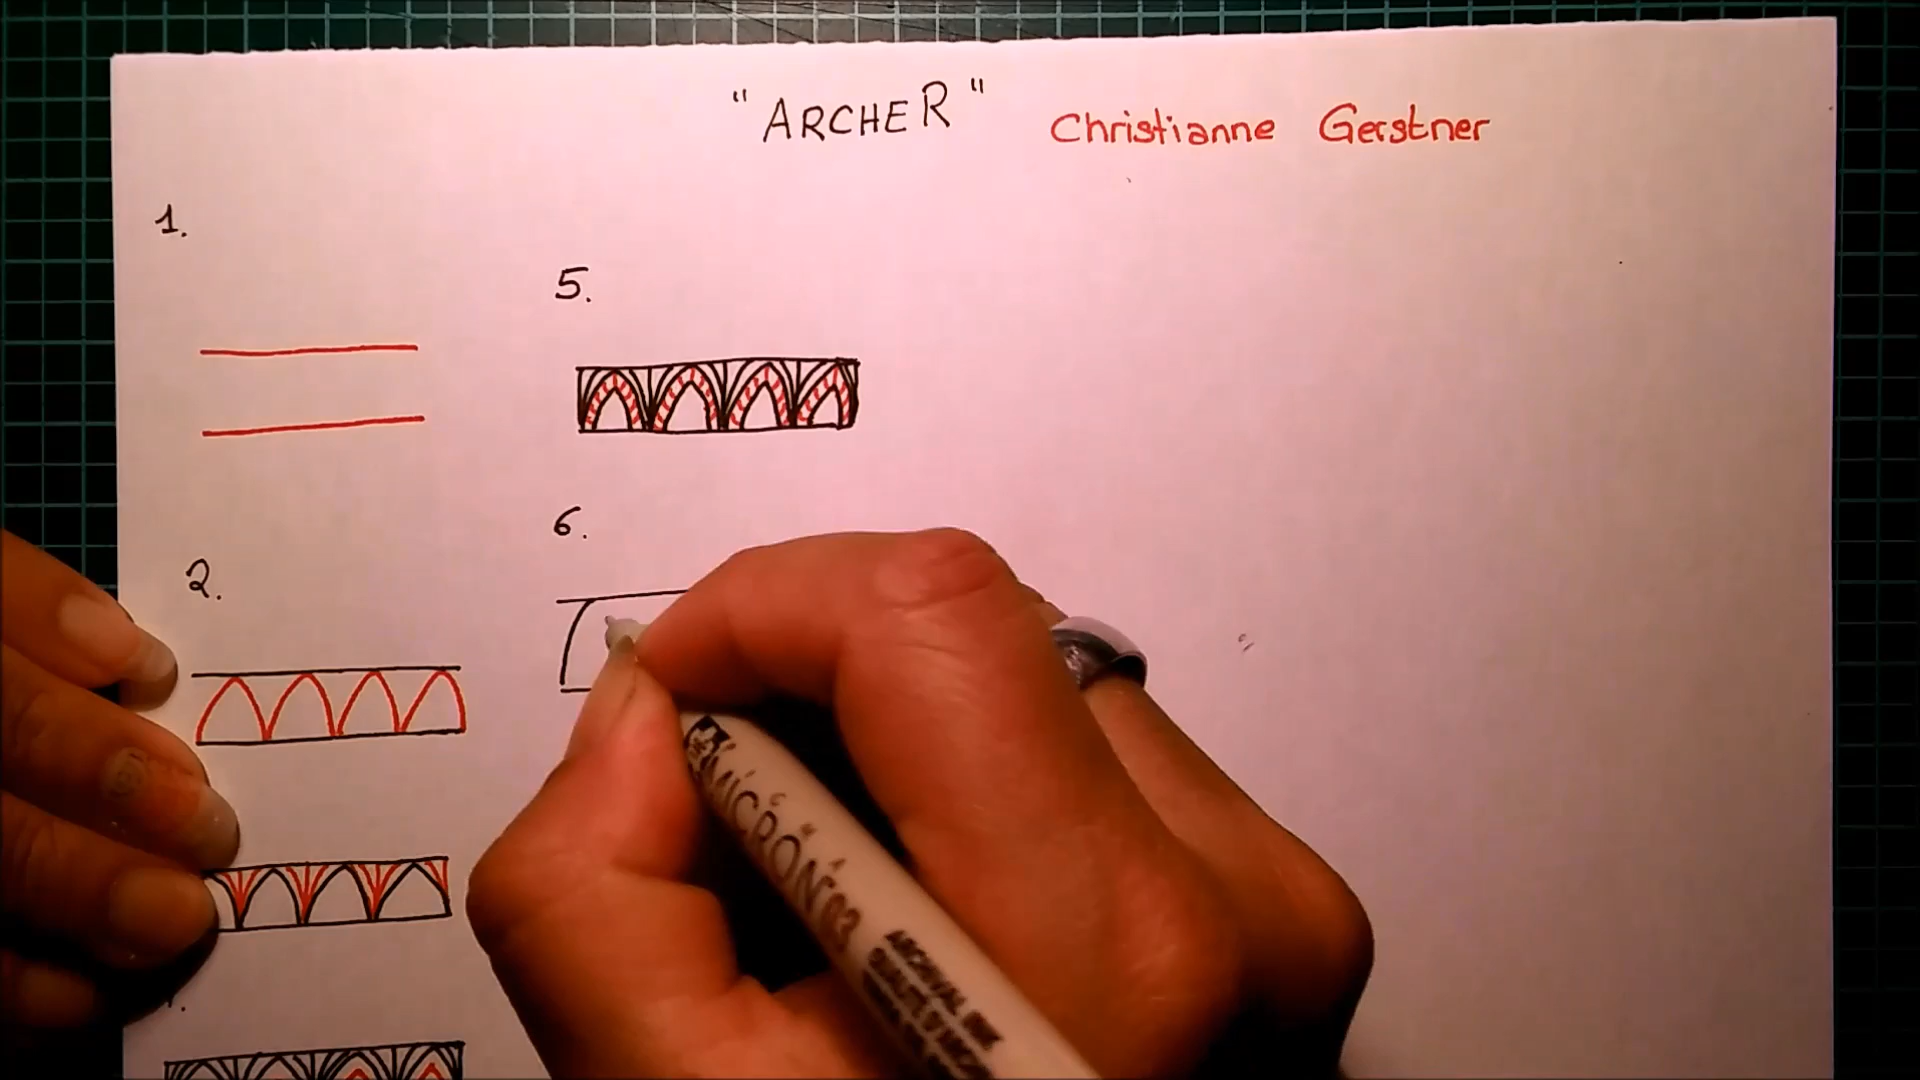 "ARCHER" Christianne Gerstner
1.
5.
6.
2.
MICRON 03
ARCHIVAL INK